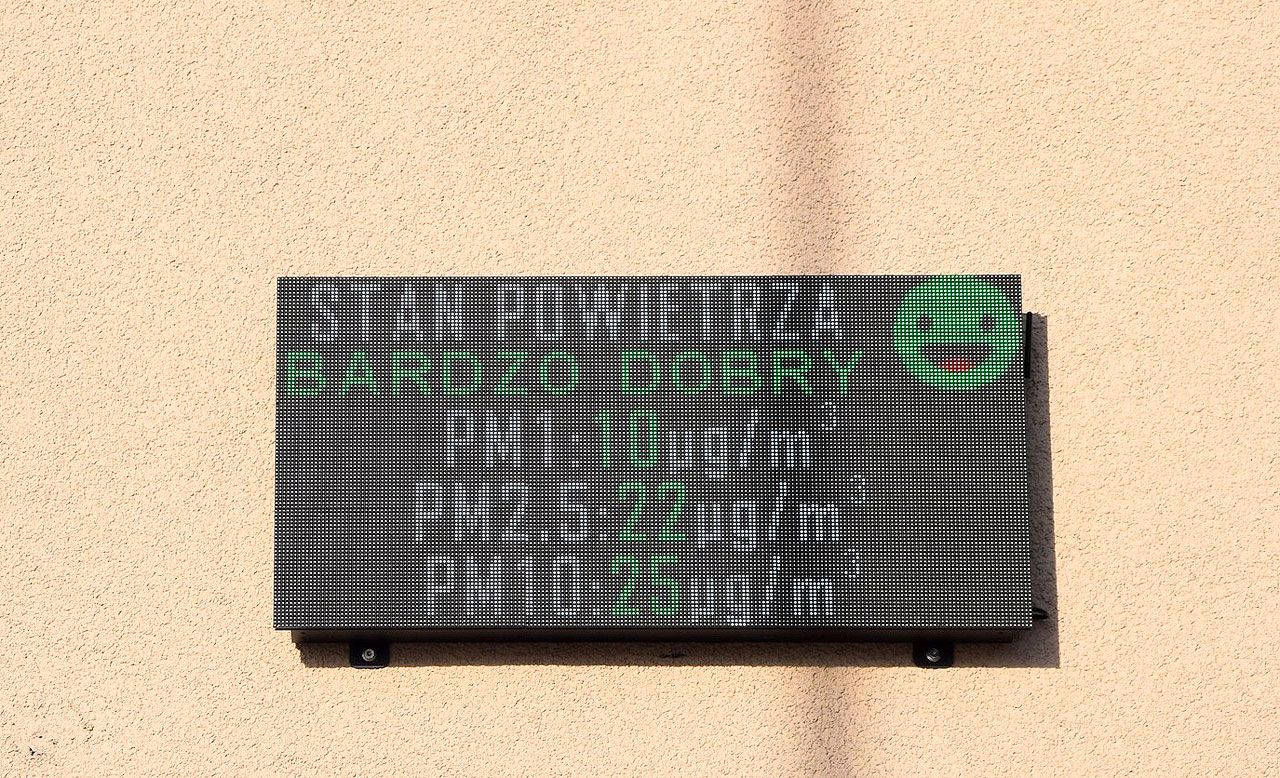 STAN POWIETRZA
BARDZO DOBRY
PM1:10µg/m³
PM2.5:22µg/m³
PM10:25µg/m³